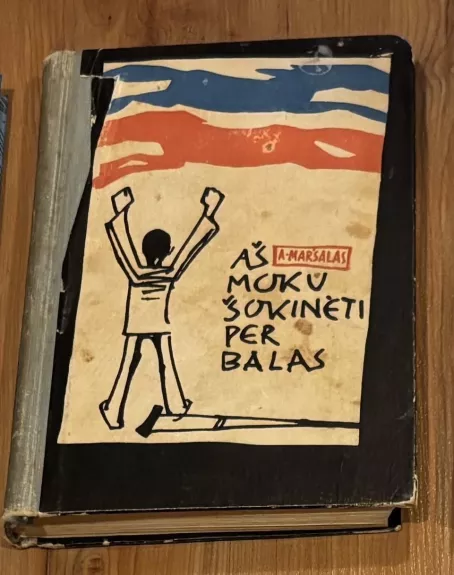 AŠ
A. MARŠALAS
MOKU
ŠOKINĖTI
PER
BALAS